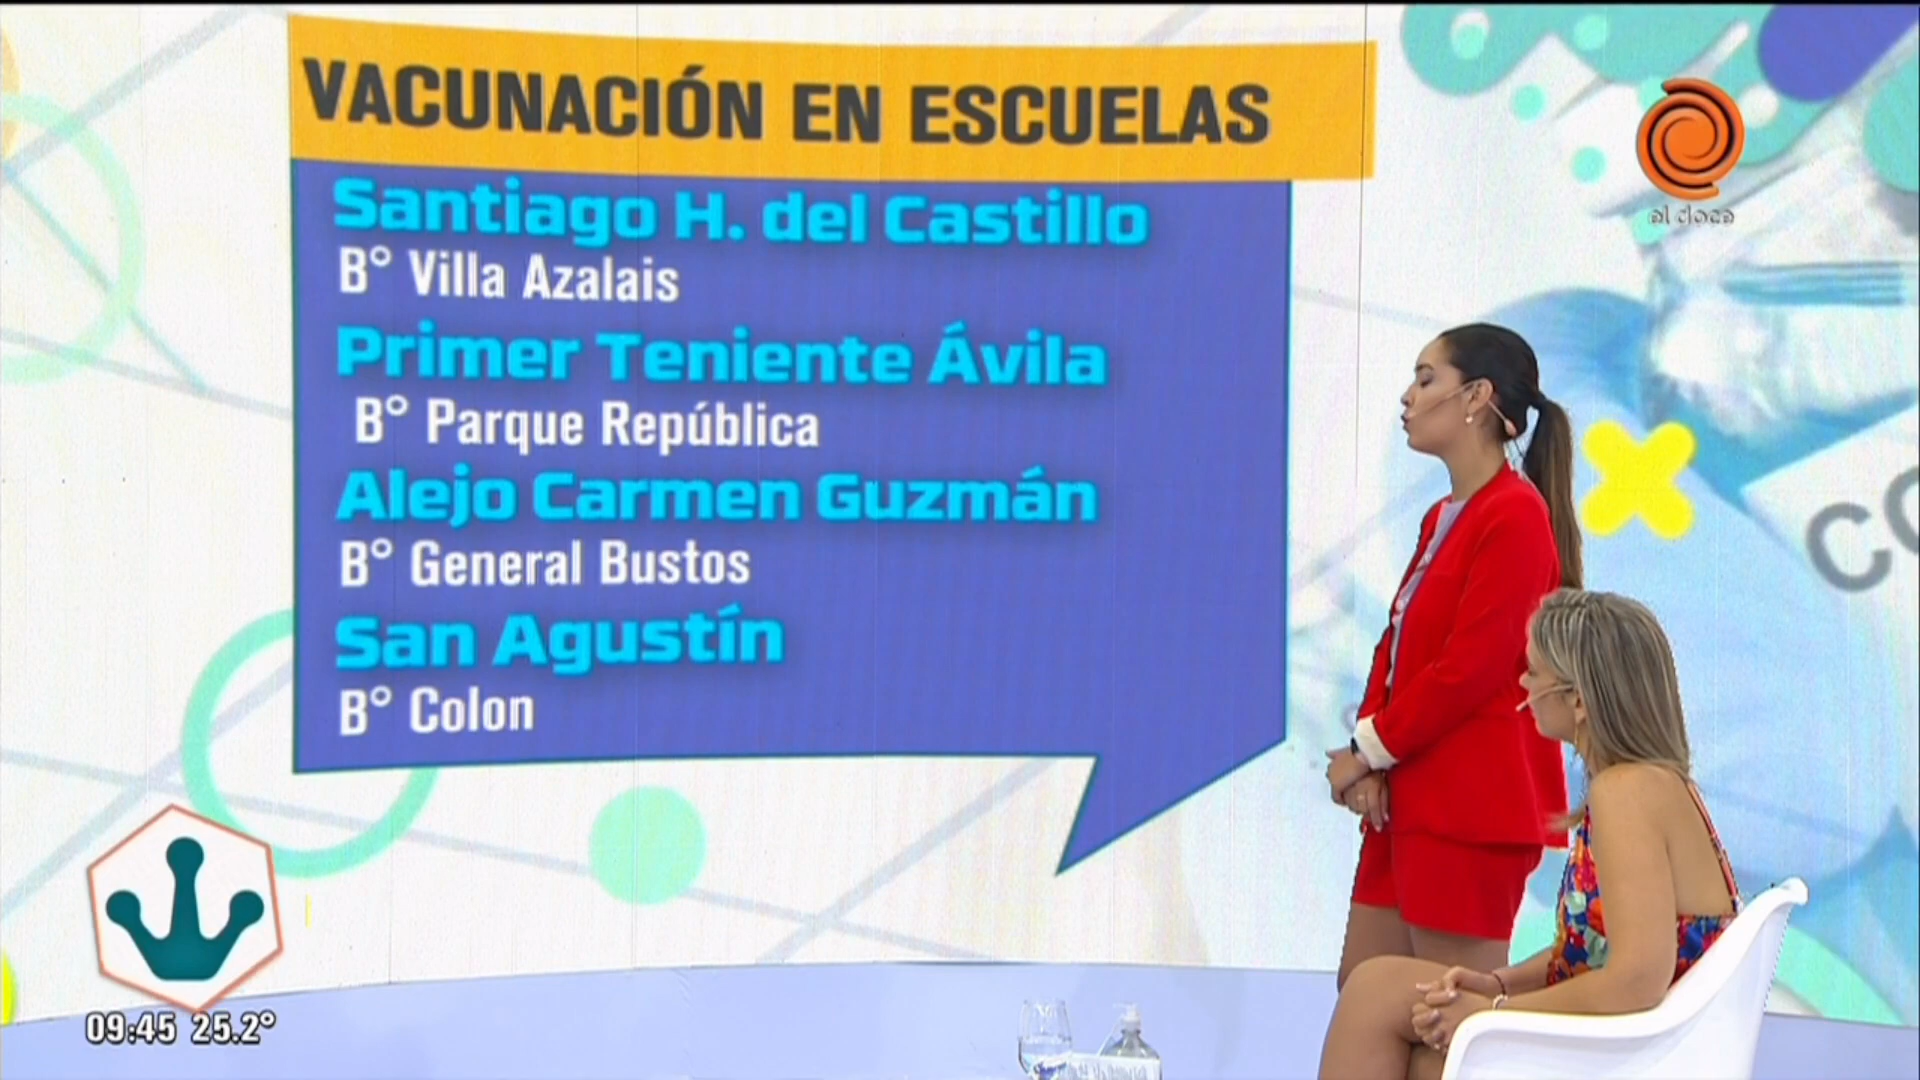 VACUNACIÓN EN ESCUELAS
Santiago H. del Castillo
B° Villa Azalais
Primer Teniente Ávila
B° Parque República
Alejo Carmen Guzmán
B° General Bustos
San Agustín
B° Colon
el doce
CO
09:45 25.2°